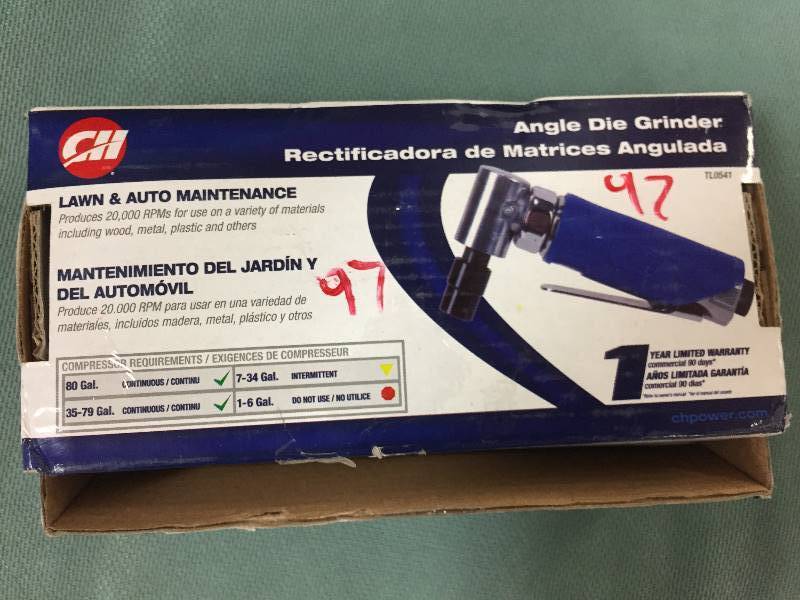 CH
Angle Die Grinder
Rectificadora de Matrices Angulada
TL0541
LAWN & AUTO MAINTENANCE
Produces 20,000 RPMs for use on a variety of materials
including wood, metal, plastic and others
97
MANTENIMIENTO DEL JARDÍN Y
DEL AUTOMÓVIL
97
Produce 20.000 RPM para usar en una variedad de
materiales, incluidos madera, metal, plástico y otros
COMPRESSOR REQUIREMENTS / EXIGENCES DE COMPRESSEUR
80 Gal. CONTINUOUS / CONTINU 7-34 Gal. INTERMITTENT
35-79 Gal. CONTINUOUS / CONTINU 1-6 Gal. DO NOT USE / NO UTILICE
1 YEAR LIMITED WARRANTY
commercial 90 days*
AÑOS LIMITADA GARANTÍA
comercial 90 dias*
chpower.com